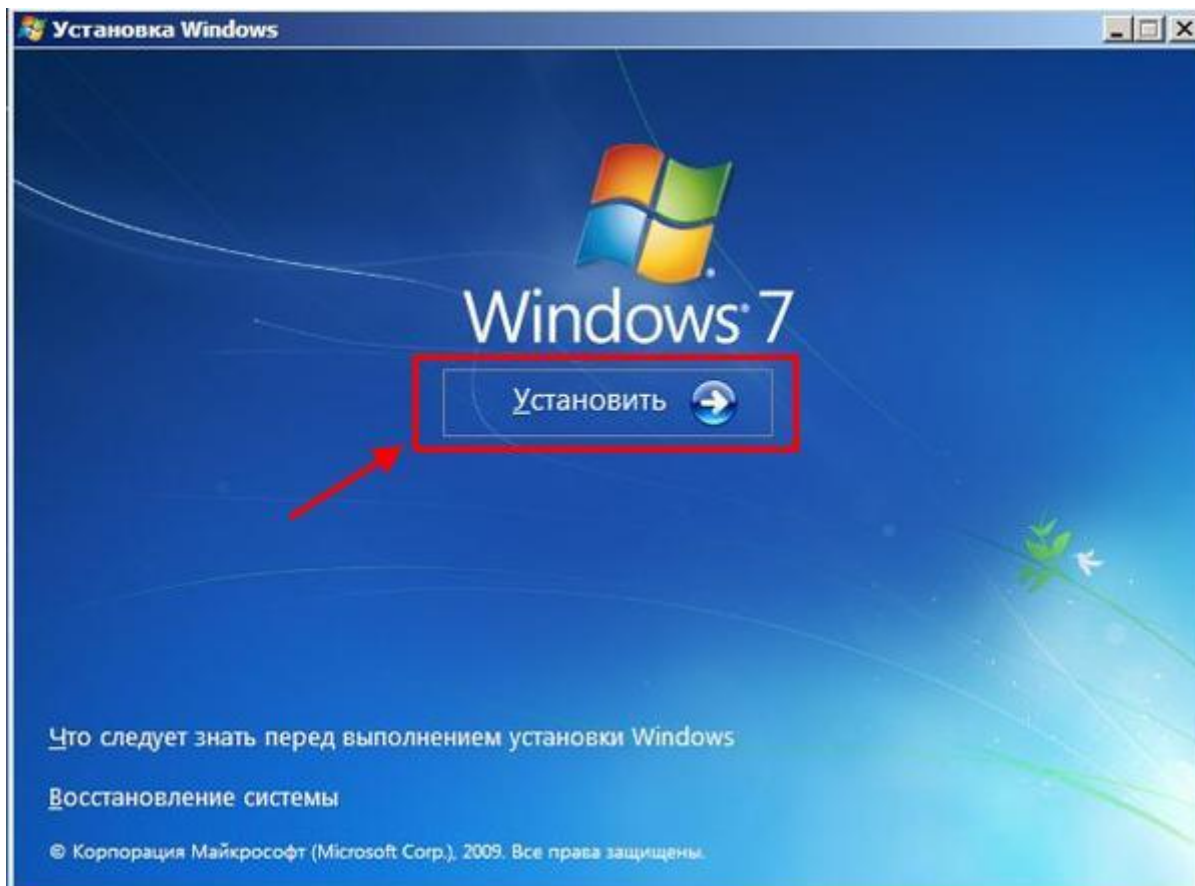 Установка Windows
Windows® 7
Установить
Что следует знать перед выполнением установки Windows
Восстановление системы
© Корпорация Майкрософт (Microsoft Corp.), 2009. Все права защищены.